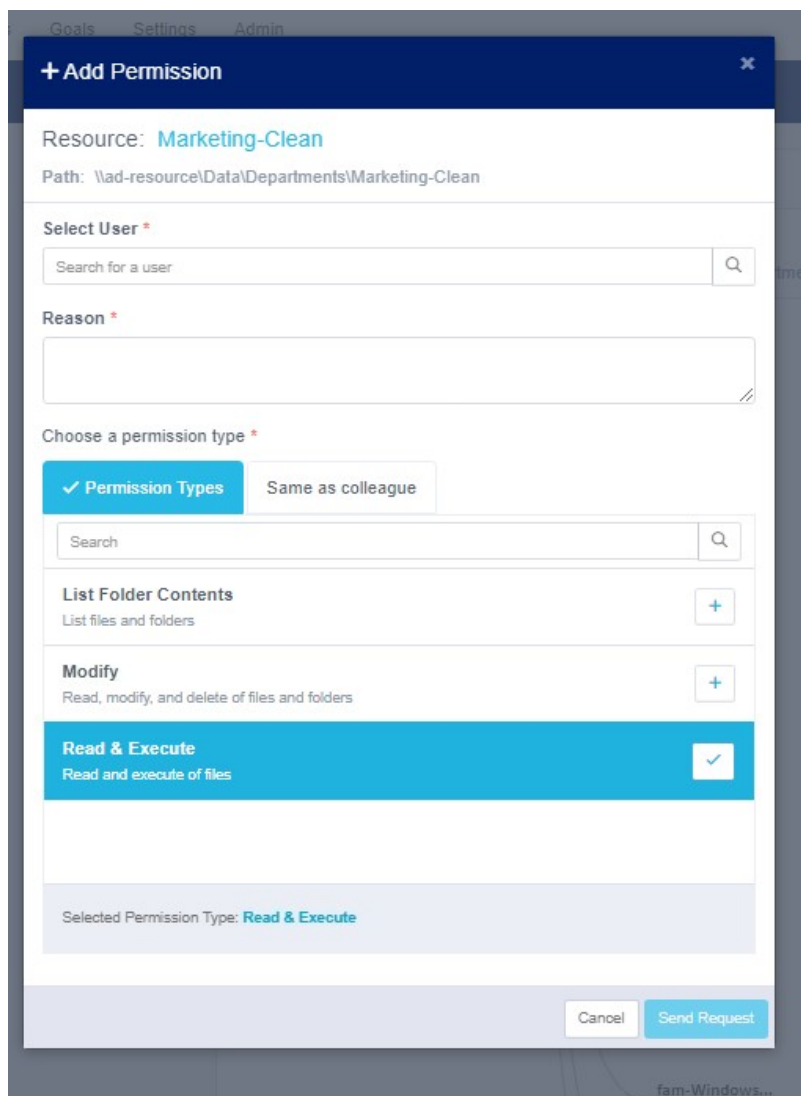 Goals Settings Admin
+ Add Permission ×
Resource: Marketing-Clean
Path: \\ad-resource\Data\Departments\Marketing-Clean
Select User *
Search for a user
Reason *
Choose a permission type *
✓ Permission Types Same as colleague
Search
List Folder Contents
List files and folders
+
Modify
Read, modify, and delete of files and folders
+
Read & Execute
Read and execute of files
✓
Selected Permission Type: Read & Execute
Cancel Send Request
fam-Windows...